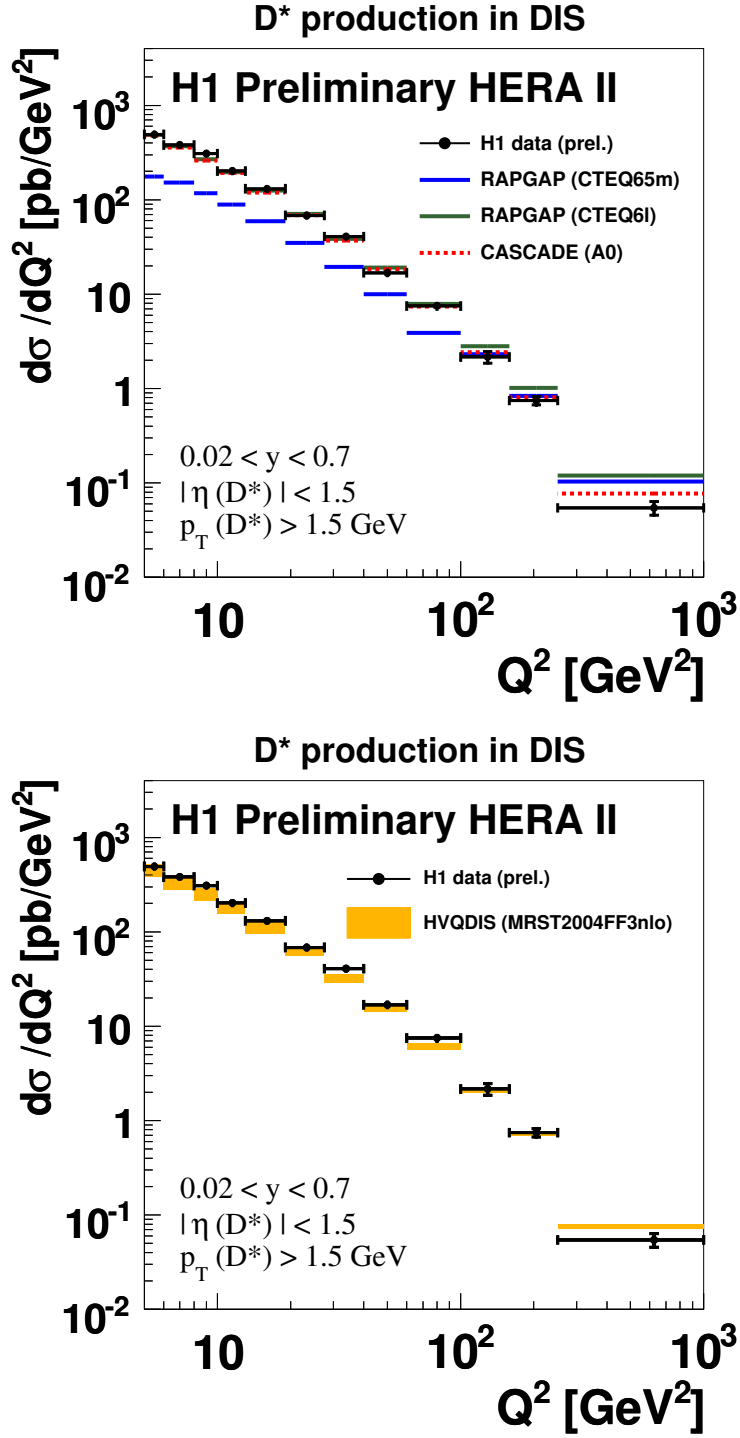 D* production in DIS
H1 Preliminary HERA II
H1 data (prel.)
RAPGAP (CTEQ65m)
RAPGAP (CTEQ6l)
CASCADE (A0)
dσ/dQ² [pb/GeV²]
10³
10²
10
1
10⁻¹
10⁻²
0.02 < y < 0.7
| η (D*) | < 1.5
p_T (D*) > 1.5 GeV
10 10² 10³
Q² [GeV²]
D* production in DIS
H1 Preliminary HERA II
H1 data (prel.)
HVQDIS (MRST2004FF3nlo)
dσ/dQ² [pb/GeV²]
10³
10²
10
1
10⁻¹
10⁻²
0.02 < y < 0.7
| η (D*) | < 1.5
p_T (D*) > 1.5 GeV
10 10² 10³
Q² [GeV²]